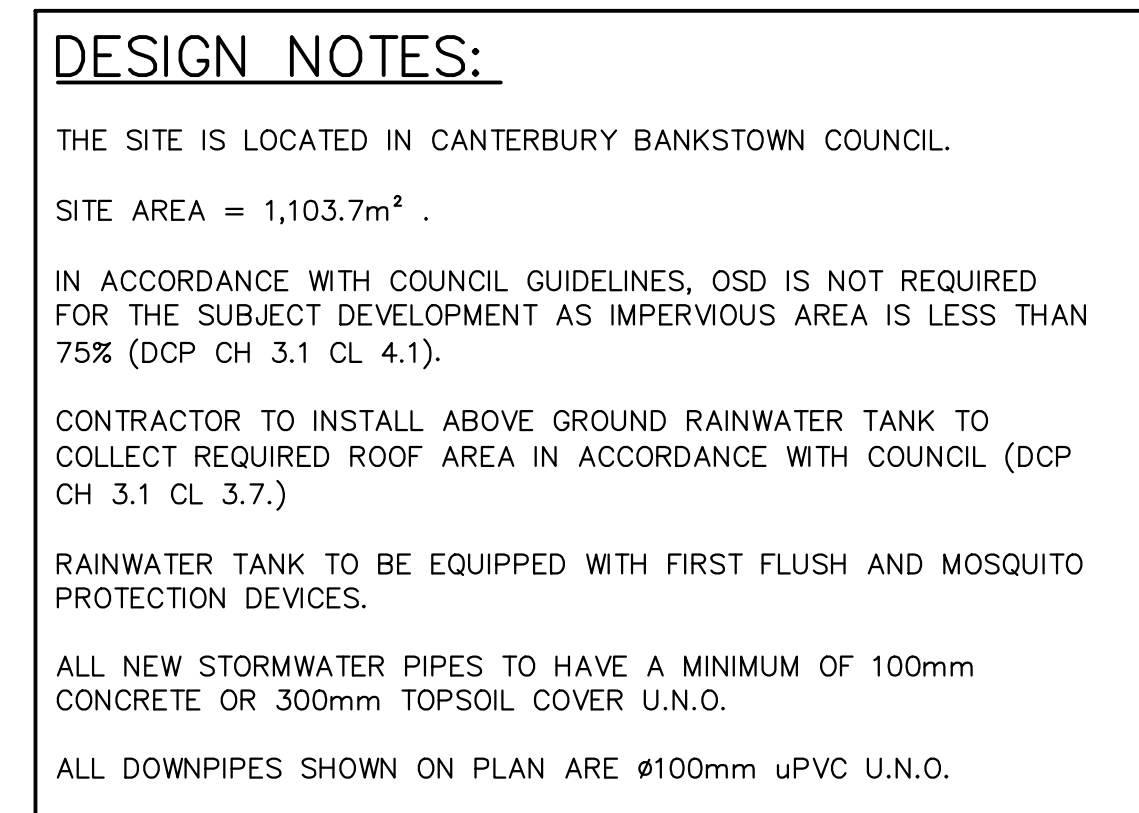 DESIGN NOTES:
THE SITE IS LOCATED IN CANTERBURY BANKSTOWN COUNCIL.
SITE AREA = 1,103.7m² .
IN ACCORDANCE WITH COUNCIL GUIDELINES, OSD IS NOT REQUIRED
FOR THE SUBJECT DEVELOPMENT AS IMPERVIOUS AREA IS LESS THAN
75% (DCP CH 3.1 CL 4.1).
CONTRACTOR TO INSTALL ABOVE GROUND RAINWATER TANK TO
COLLECT REQUIRED ROOF AREA IN ACCORDANCE WITH COUNCIL (DCP
CH 3.1 CL 3.7.)
RAINWATER TANK TO BE EQUIPPED WITH FIRST FLUSH AND MOSQUITO
PROTECTION DEVICES.
ALL NEW STORMWATER PIPES TO HAVE A MINIMUM OF 100mm
CONCRETE OR 300mm TOPSOIL COVER U.N.O.
ALL DOWNPIPES SHOWN ON PLAN ARE ø100mm uPVC U.N.O.